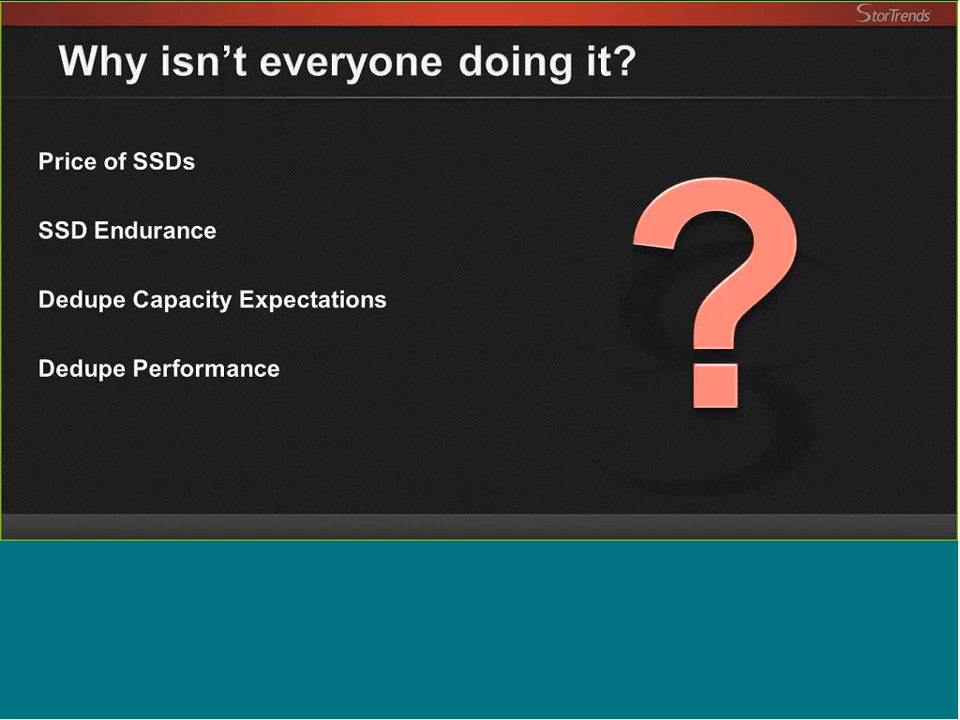 StorTrends
Why isn’t everyone doing it?
Price of SSDs
SSD Endurance
Dedupe Capacity Expectations
Dedupe Performance
?